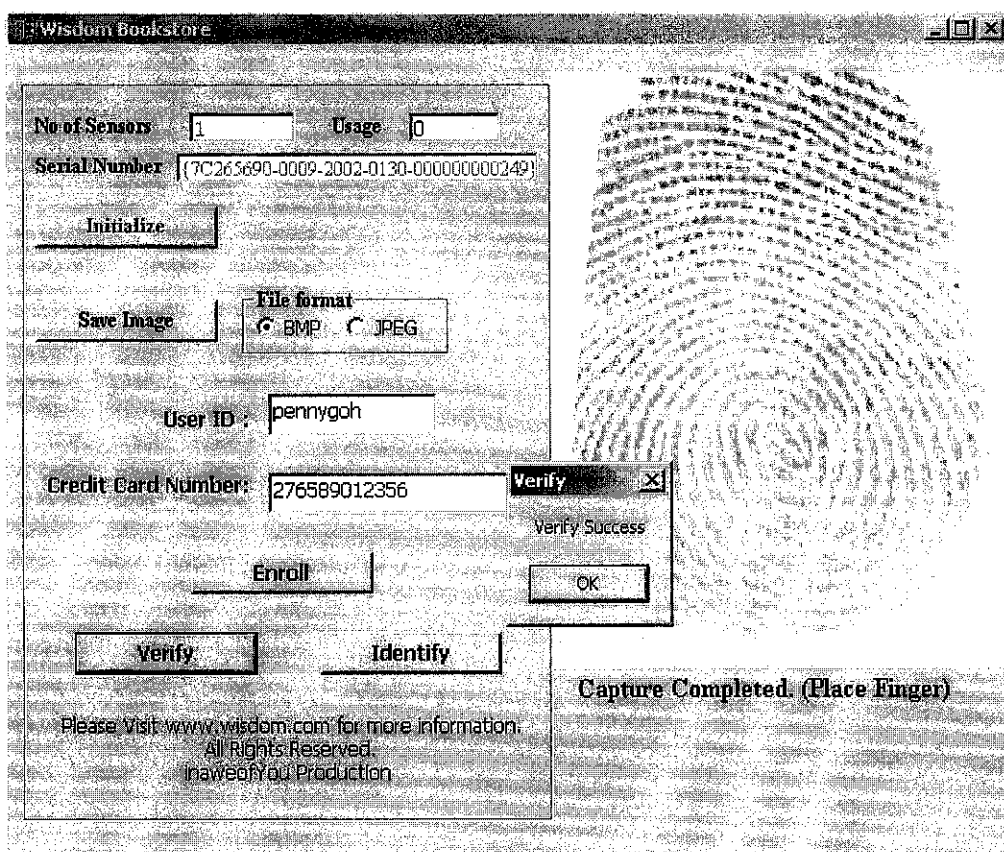 Wisdom Bookstore
No of Sensors 1 Usage 0
Serial Number {7C265690-0009-2002-0130-000000000249}
Initialize
File format
Save Image BMP JPEG
User ID : pennygoh
Credit Card Number: 276589012356
Verify
Verify Success
OK
Enroll
Verify Identify
Capture Completed. (Place Finger)
Please Visit www.wisdom.com for more information.
All Rights Reserved.
inaweofYou Production